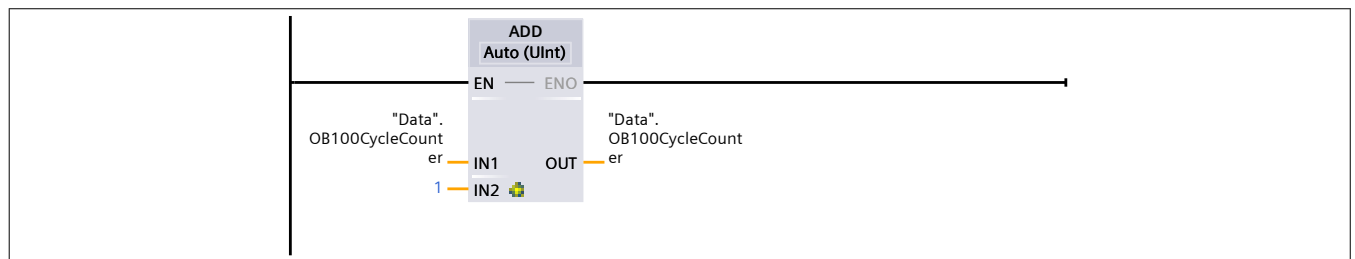 ADD
Auto (UInt)
EN
ENO
"Data".
OB100CycleCount
er
IN1
OUT
"Data".
OB100CycleCount
er
1
IN2